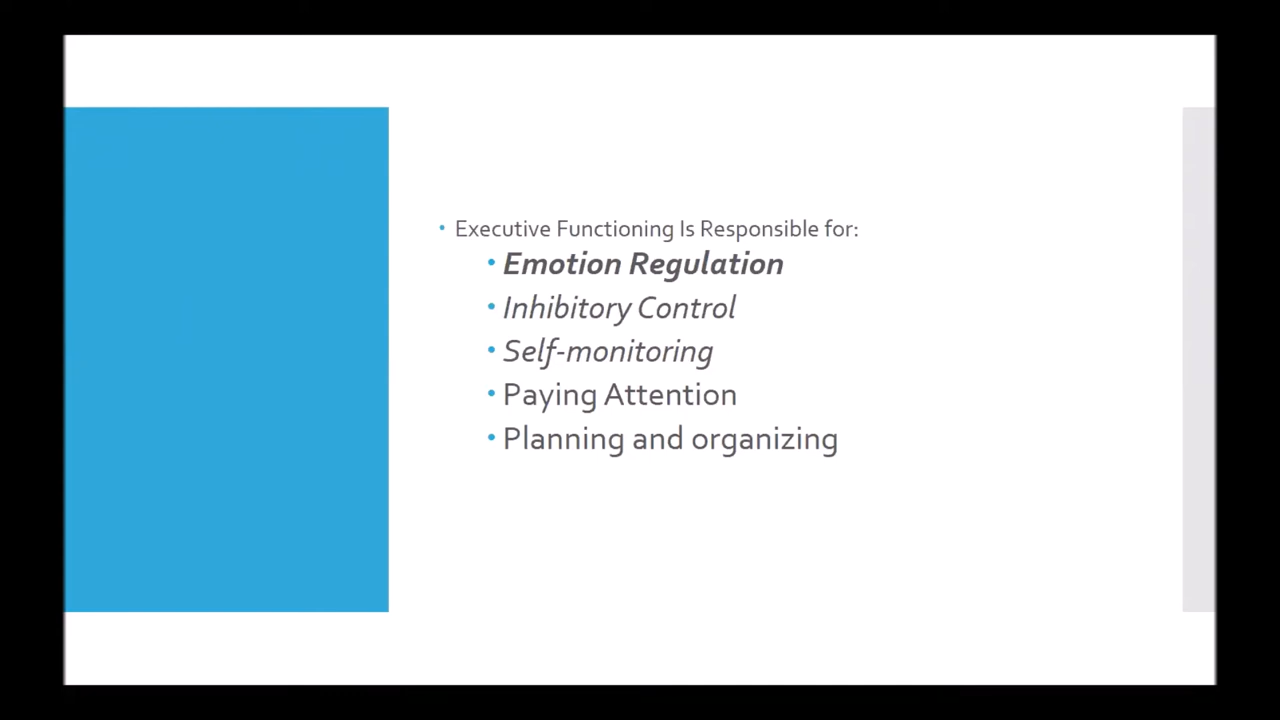 • Executive Functioning Is Responsible for:
• Emotion Regulation
• Inhibitory Control
• Self-monitoring
• Paying Attention
• Planning and organizing